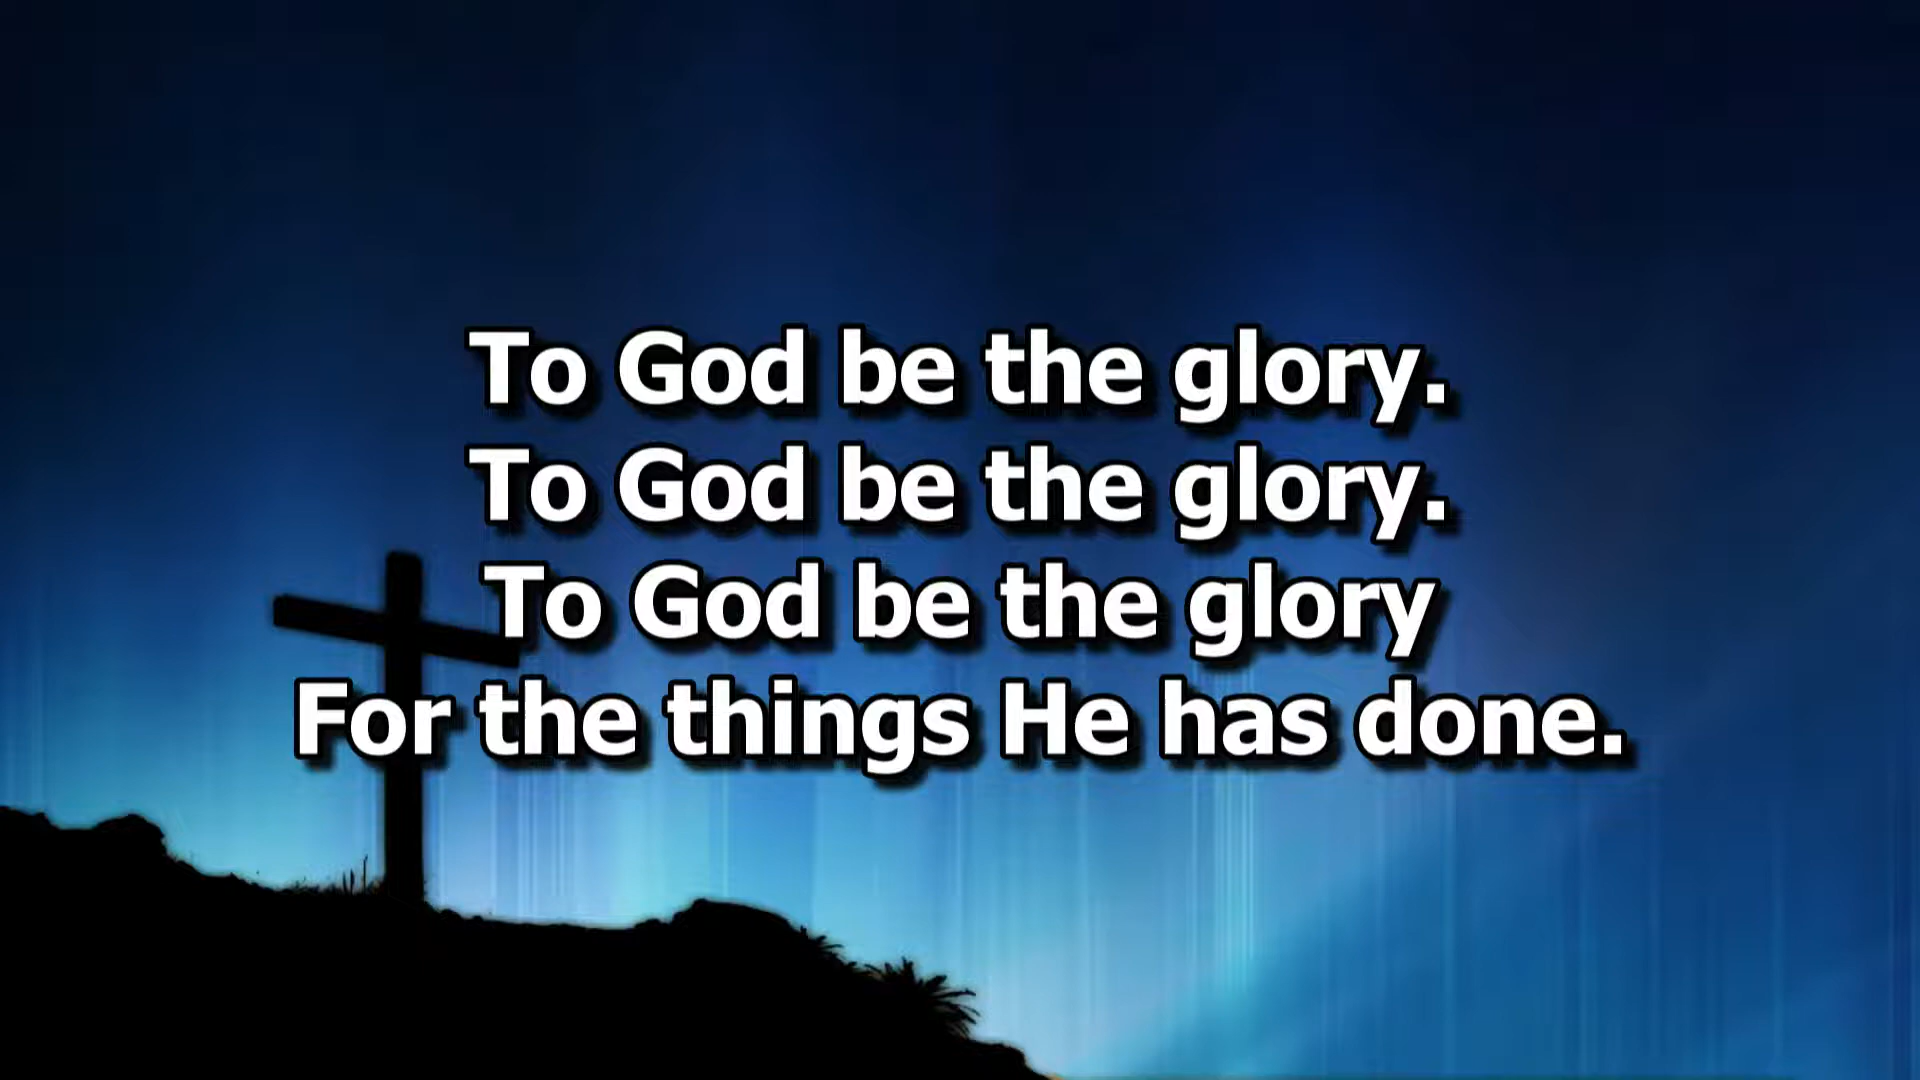 To God be the glory.
To God be the glory.
To God be the glory
For the things He has done.